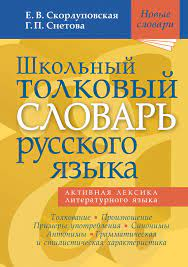 Е. В. Скорлуповская
Г. П. Снетова
Новые словари
Школьный
толковый
СЛОВАРЬ
русского
языка
АКТИВНАЯ ЛЕКСИКА
ЛИТЕРАТУРНОГО ЯЗЫКА
Толкование • Произношение
Примеры употребления • Синонимы
Антонимы • Грамматическая
и стилистическая характеристика